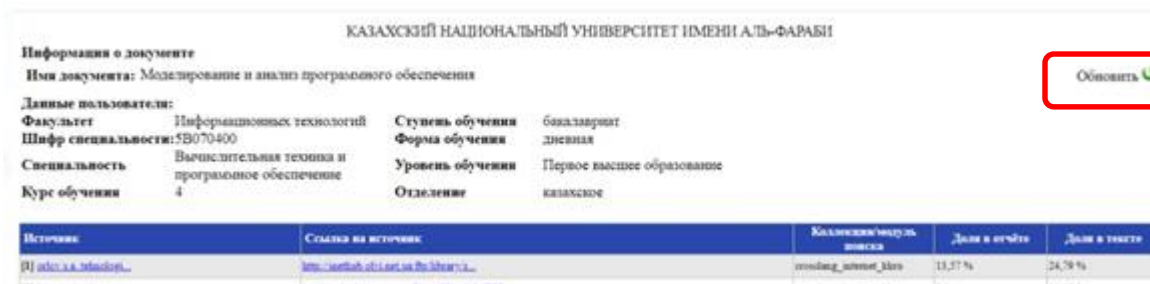 КАЗАХСКИЙ НАЦИОНАЛЬНЫЙ УНИВЕРСИТЕТ ИМЕНИ АЛЬ-ФАРАБИ
Информация о документе
Имя документа: Моделирование и анализ программного обеспечения
Обновить
Данные пользователя:
Факультет Информационных технологий Ступень обучения бакалавриат
Шифр специальности: 5В070400 Форма обучения дневная
Специальность Вычислительная техника и программное обеспечение Уровень обучения Первое высшее образование
Курс обучения 4 Отделение казахское
Источник Ссылка на источник Коллекция/модуль поиска Доля в отчёте Доля в тексте
[1] 13,57 % 24,79 %